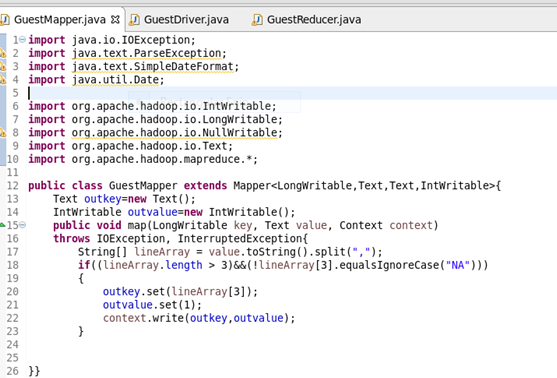 GuestMapper.java GuestDriver.java GuestReducer.java
1 import java.io.IOException;
2 import java.text.ParseException;
3 import java.text.SimpleDateFormat;
4 import java.util.Date;
5
6 import org.apache.hadoop.io.IntWritable;
7 import org.apache.hadoop.io.LongWritable;
8 import org.apache.hadoop.io.NullWritable;
9 import org.apache.hadoop.io.Text;
10 import org.apache.hadoop.mapreduce.*;
11
12 public class GuestMapper extends Mapper<LongWritable,Text,Text,IntWritable>{
13 Text outkey=new Text();
14 IntWritable outvalue=new IntWritable();
15 public void map(LongWritable key, Text value, Context context)
16 throws IOException, InterruptedException{
17 String[] lineArray = value.toString().split(",");
18 if((lineArray.length > 3)&&(!lineArray[3].equalsIgnoreCase("NA")))
19 {
20 outkey.set(lineArray[3]);
21 outvalue.set(1);
22 context.write(outkey,outvalue);
23 }
24
25
26 }}